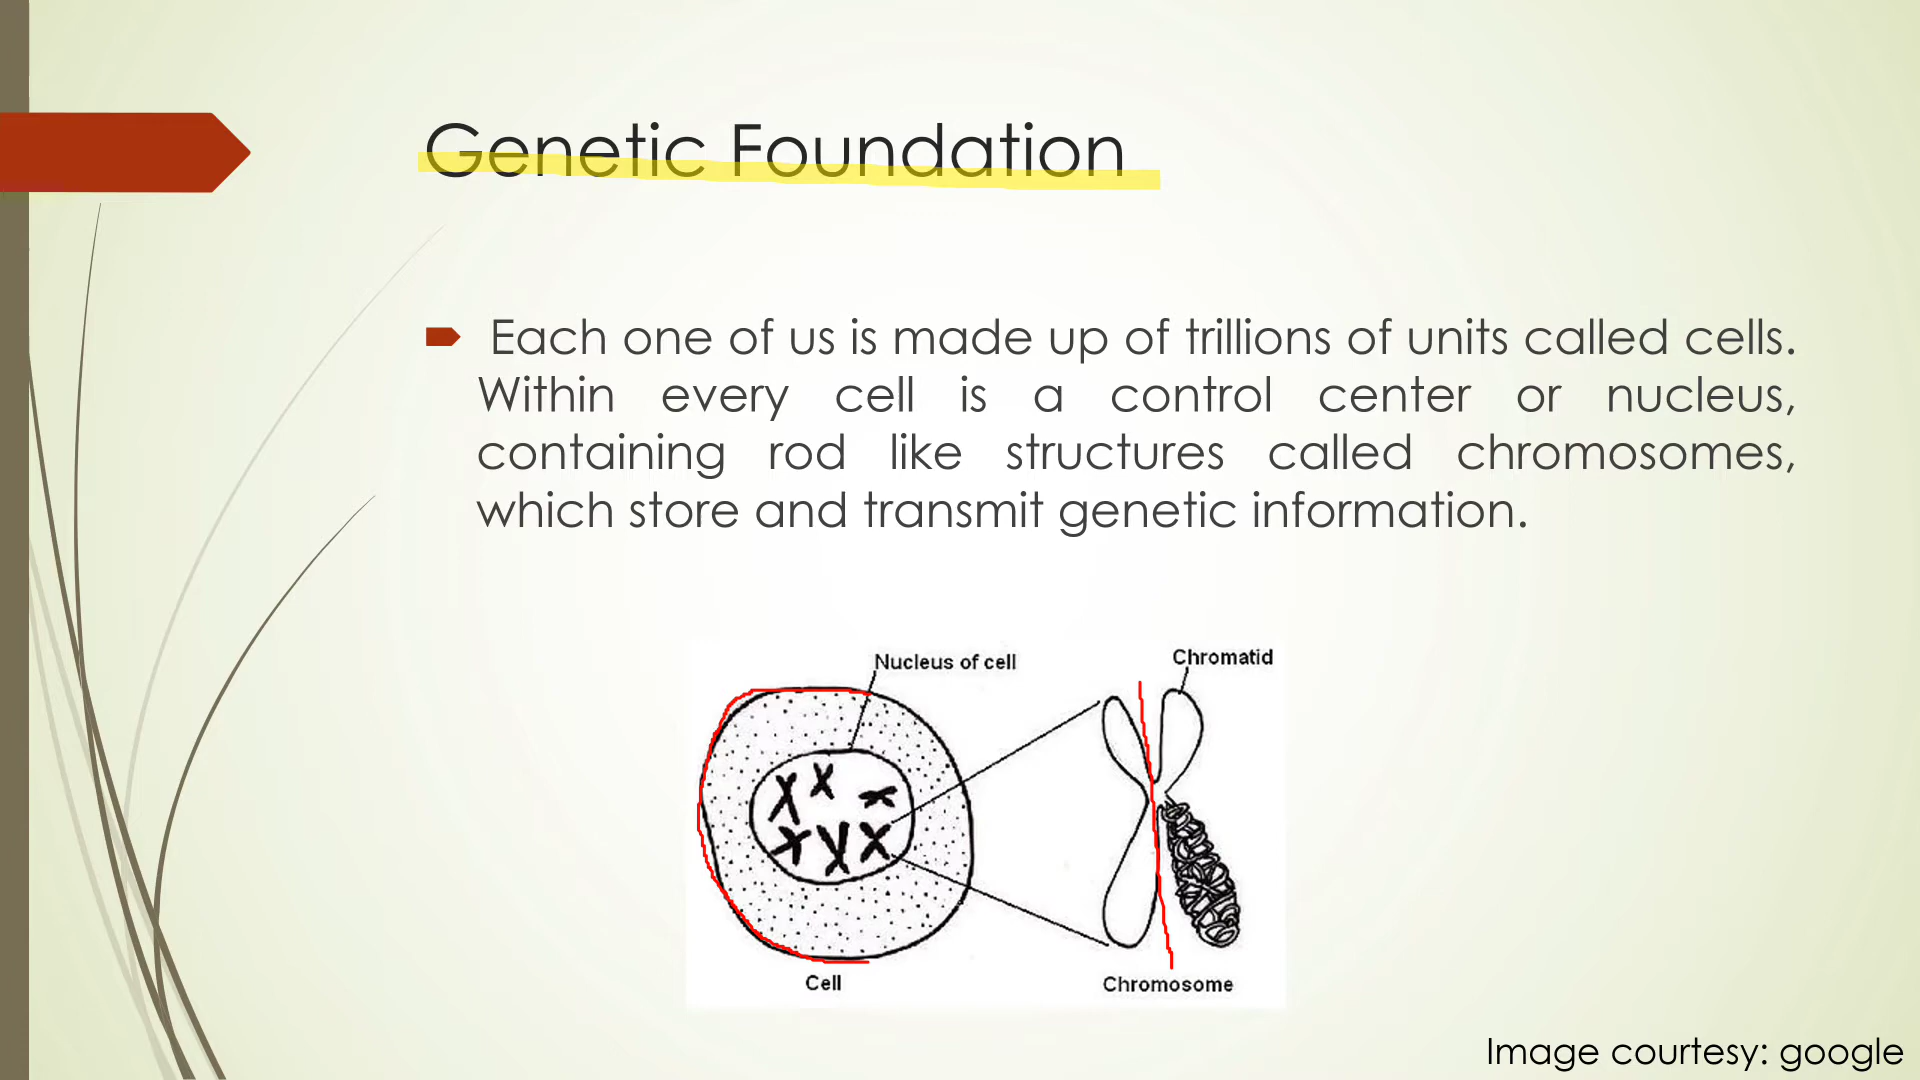 Genetic Foundation
Each one of us is made up of trillions of units called cells.
Within every cell is a control center or nucleus,
containing rod like structures called chromosomes,
which store and transmit genetic information.
Nucleus of cell
Chromatid
Cell
Chromosome
Image courtesy: google